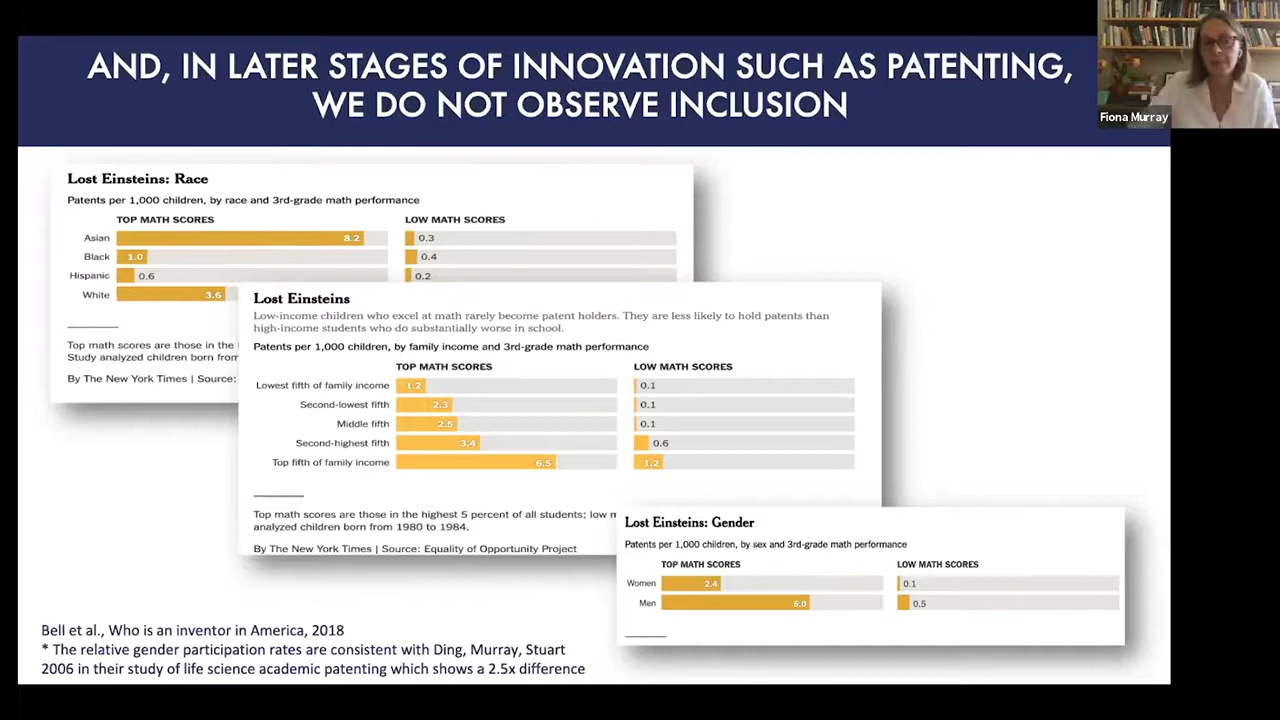 AND, IN LATER STAGES OF INNOVATION SUCH AS PATENTING,
WE DO NOT OBSERVE INCLUSION
Fiona Murray
Lost Einsteins: Race
Patents per 1,000 children, by race and 3rd-grade math performance
TOP MATH SCORES LOW MATH SCORES
Asian 8.2 0.3
Black 1.0 0.4
Hispanic 0.6 0.2
White 3.6
Top math scores are those in the
Study analyzed children born from
By The New York Times | Source:
Lost Einsteins
Low-income children who excel at math rarely become patent holders. They are less likely to hold patents than
high-income students who do substantially worse in school.
Patents per 1,000 children, by family income and 3rd-grade math performance
TOP MATH SCORES LOW MATH SCORES
Lowest fifth of family income 1.2 0.1
Second-lowest fifth 2.3 0.1
Middle fifth 2.5 0.1
Second-highest fifth 3.4 0.6
Top fifth of family income 6.5 1.2
Top math scores are those in the highest 5 percent of all students; low
analyzed children born from 1980 to 1984.
By The New York Times | Source: Equality of Opportunity Project
Lost Einsteins: Gender
Patents per 1,000 children, by sex and 3rd-grade math performance
TOP MATH SCORES LOW MATH SCORES
Women 2.4 0.1
Men 6.0 0.5
Bell et al., Who is an inventor in America, 2018
* The relative gender participation rates are consistent with Ding, Murray, Stuart
2006 in their study of life science academic patenting which shows a 2.5x difference